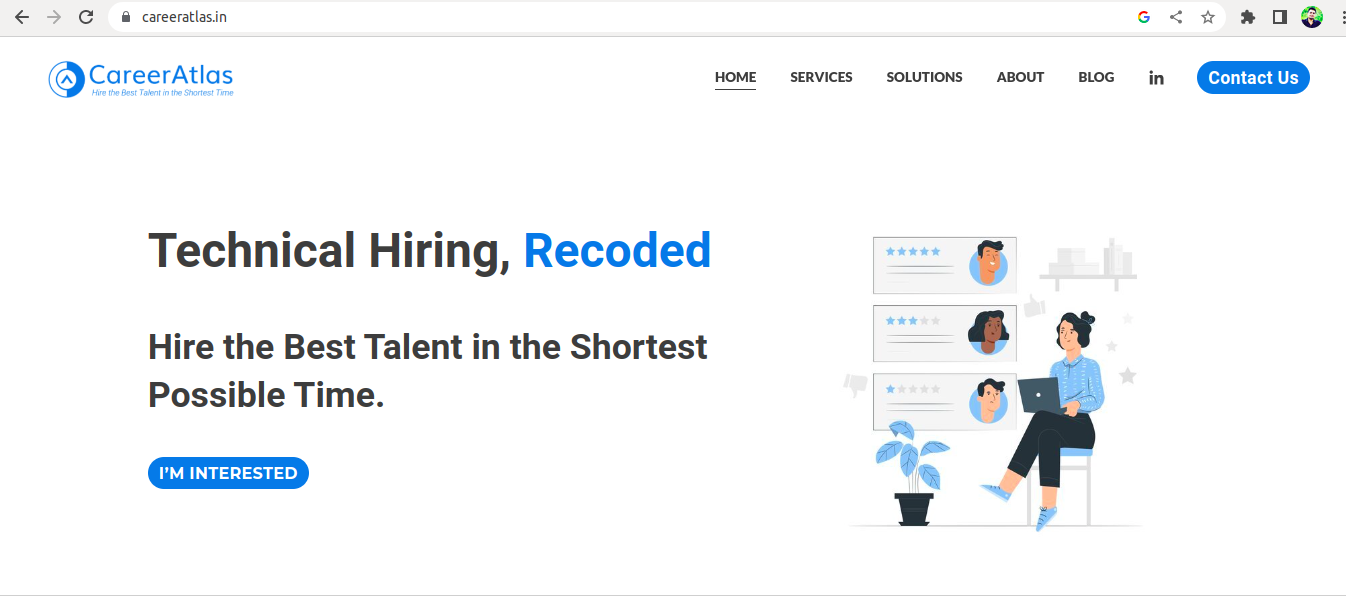 careeratlas.in
CareerAtlas
Hire the Best Talent in the Shortest Time
HOME SERVICES SOLUTIONS ABOUT BLOG in Contact Us
Technical Hiring, Recoded
Hire the Best Talent in the Shortest
Possible Time.
I'M INTERESTED